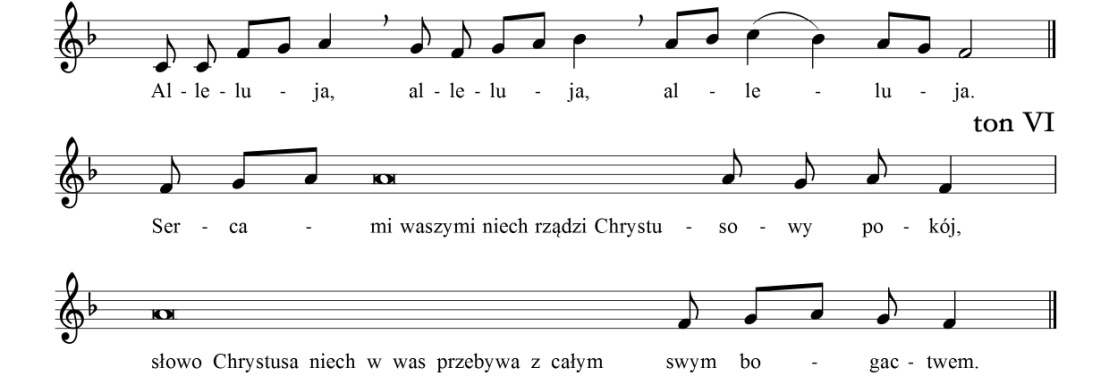 Al - le - lu - ja, al - le - lu - ja, al - le - lu - ja.
ton VI
Ser - ca - mi waszymi niech rządzi Chrystu - so - wy po - kój,
słowo Chrystusa niech w was przebywa z całym swym bo - gac - twem.